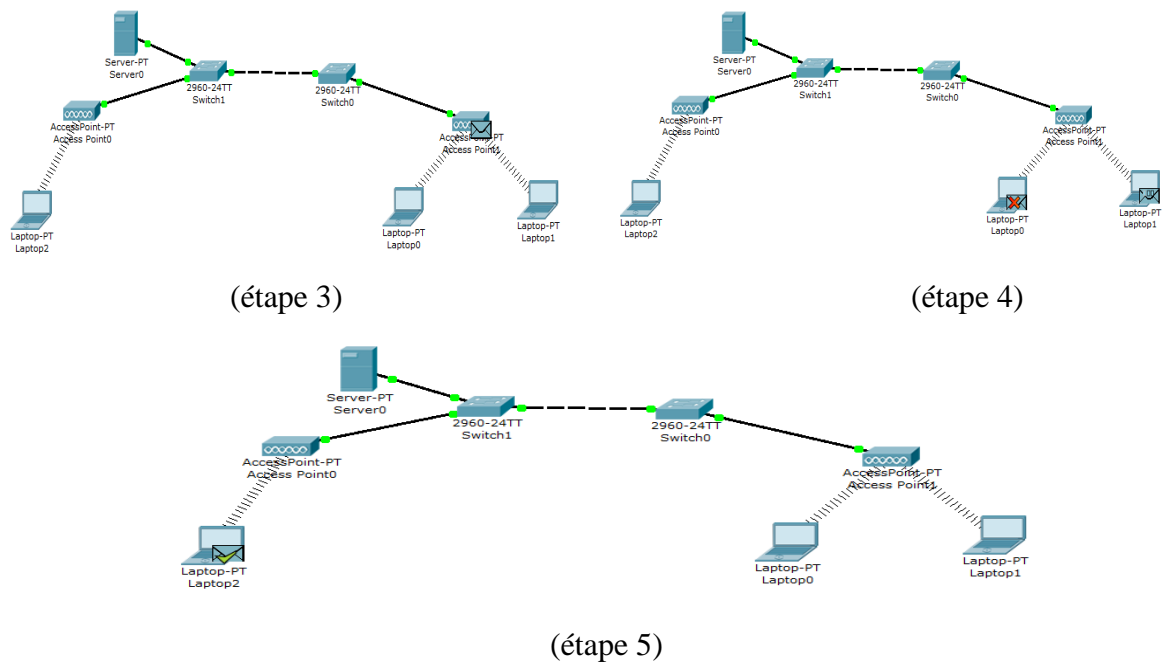 Server-PT
Server0
2960-24TT
Switch1
2960-24TT
Switch0
AccessPoint-PT
Access Point0
AccessPoint-PT
Access Point1
Laptop-PT
Laptop2
Laptop-PT
Laptop0
Laptop-PT
Laptop1
(étape 3)
Server-PT
Server0
2960-24TT
Switch1
2960-24TT
Switch0
AccessPoint-PT
Access Point0
AccessPoint-PT
Access Point1
Laptop-PT
Laptop2
Laptop-PT
Laptop0
Laptop-PT
Laptop1
(étape 4)
Server-PT
Server0
2960-24TT
Switch1
2960-24TT
Switch0
AccessPoint-PT
Access Point0
AccessPoint-PT
Access Point1
Laptop-PT
Laptop2
Laptop-PT
Laptop0
Laptop-PT
Laptop1
(étape 5)